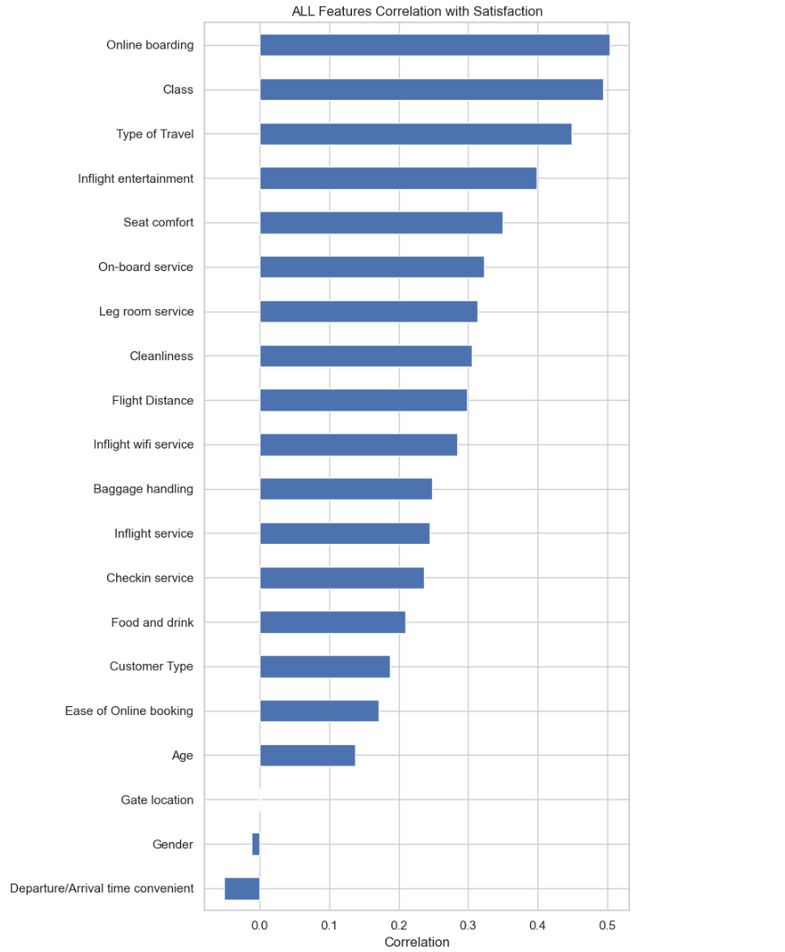 ALL Features Correlation with Satisfaction
Online boarding
Class
Type of Travel
Inflight entertainment
Seat comfort
On-board service
Leg room service
Cleanliness
Flight Distance
Inflight wifi service
Baggage handling
Inflight service
Checkin service
Food and drink
Customer Type
Ease of Online booking
Age
Gate location
Gender
Departure/Arrival time convenient
0.0 0.1 0.2 0.3 0.4 0.5
Correlation